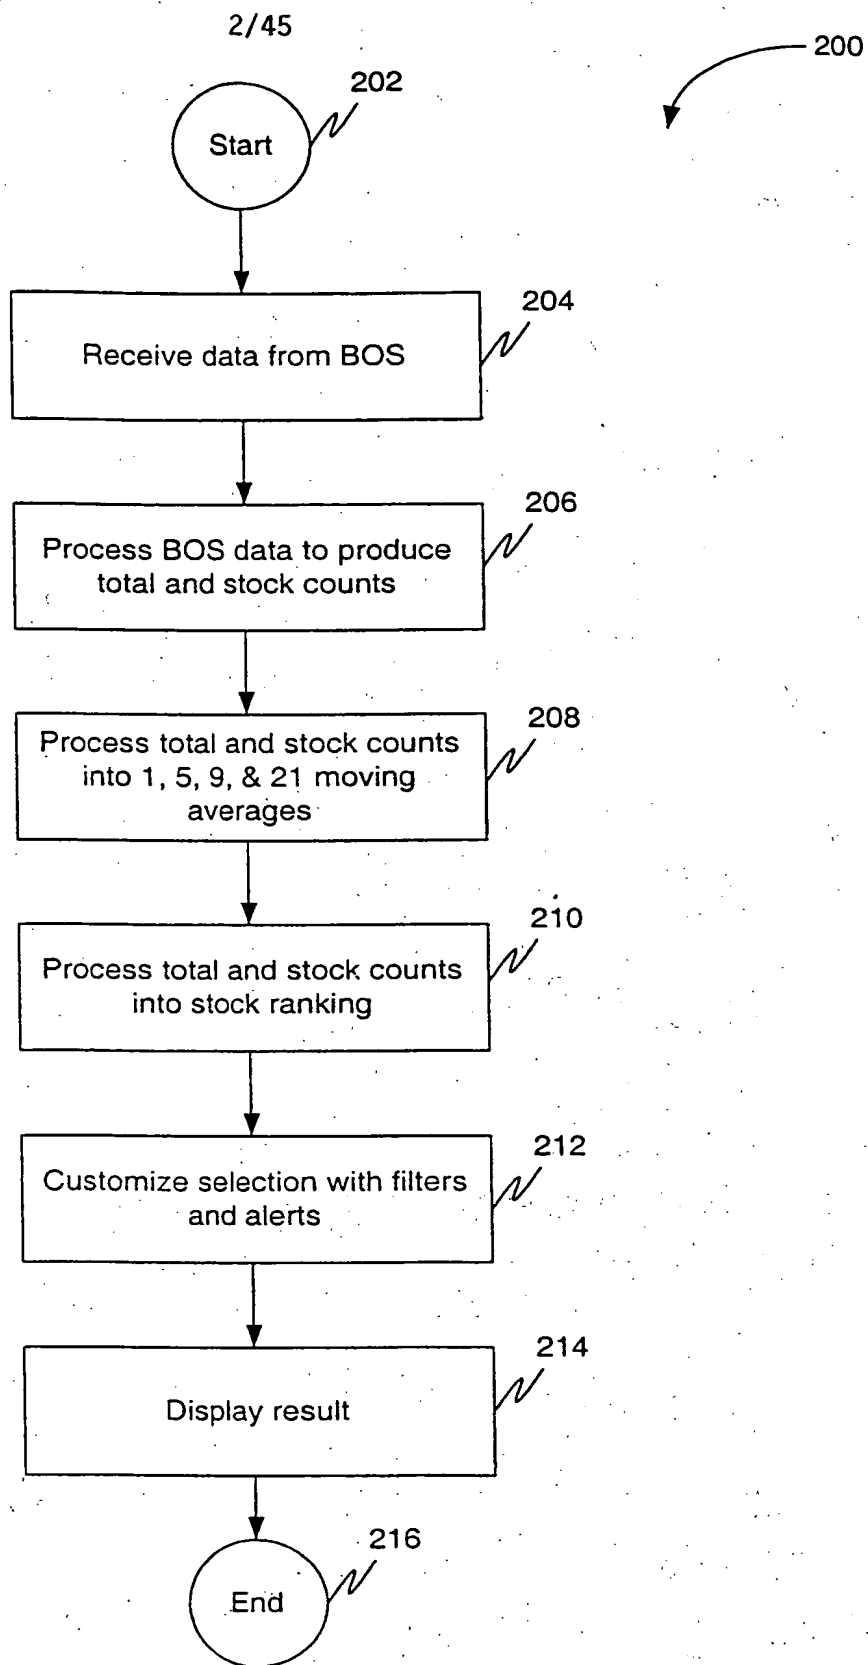 2/45
200
202
Start
204
Receive data from BOS
206
Process BOS data to produce
total and stock counts
208
Process total and stock counts
into 1, 5, 9, & 21 moving
averages
210
Process total and stock counts
into stock ranking
212
Customize selection with filters
and alerts
214
Display result
216
End